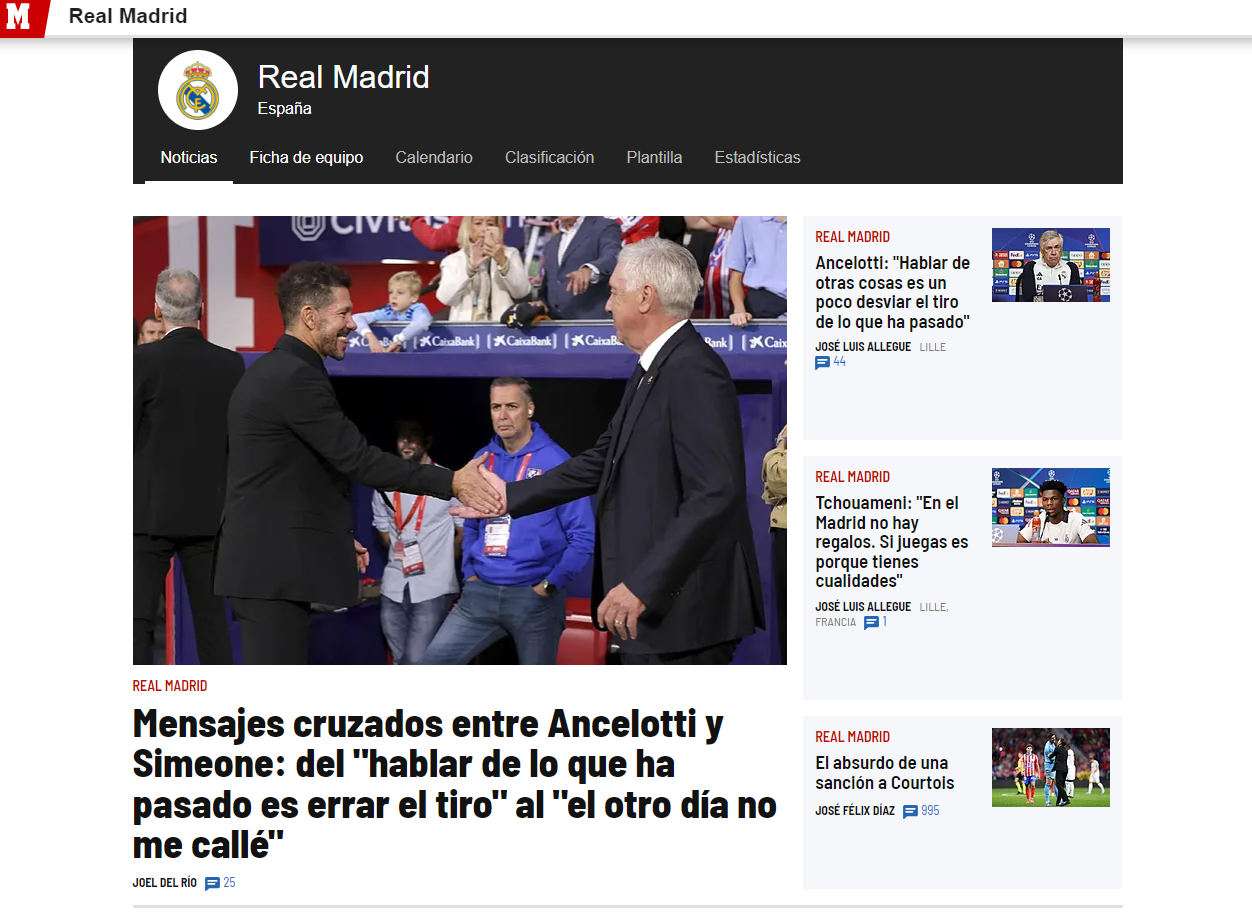 M Real Madrid
Real Madrid
España
Noticias Ficha de equipo Calendario Clasificación Plantilla Estadísticas
CaixaBank CaixaBank CaixaBa Bank Caix
REAL MADRID
Mensajes cruzados entre Ancelotti y
Simeone: del "hablar de lo que ha
pasado es errar el tiro" al "el otro día no
me callé"
JOEL DEL RÍO 25
REAL MADRID
Ancelotti: "Hablar de
otras cosas es un
poco desviar el tiro
de lo que ha pasado"
JOSÉ LUIS ALLEGUE LILLE
44
REAL MADRID
Tchouameni: "En el
Madrid no hay
regalos. Si juegas es
porque tienes
cualidades"
JOSÉ LUIS ALLEGUE LILLE,
FRANCIA 1
REAL MADRID
El absurdo de una
sanción a Courtois
JOSÉ FÉLIX DÍAZ 995